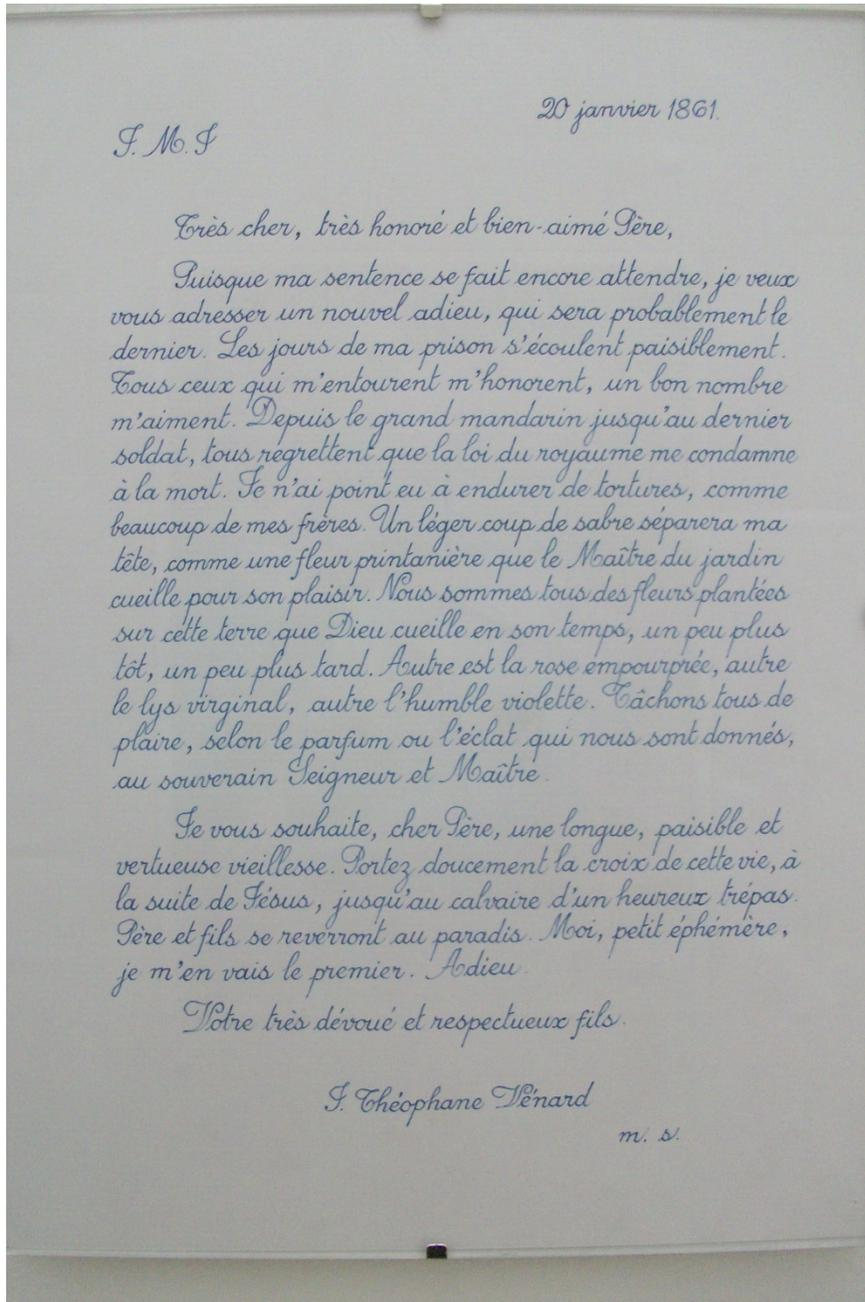 20 janvier 1861.
J. M. J
Très cher, très honoré et bien-aimé Père,
Puisque ma sentence se fait encore attendre, je veux
vous adresser un nouvel adieu, qui sera probablement le
dernier. Les jours de ma prison s'écoulent paisiblement.
Tous ceux qui m'entourent m'honorent, un bon nombre
m'aiment. Depuis le grand mandarin jusqu'au dernier
soldat, tous regrettent que la loi du royaume me condamne
à la mort. Je n'ai point eu à endurer de tortures, comme
beaucoup de mes frères. Un léger coup de sabre séparera ma
tête, comme une fleur printanière que le Maître du jardin
cueille pour son plaisir. Nous sommes tous des fleurs plantées
sur cette terre que Dieu cueille en son temps, un peu plus
tôt, un peu plus tard. Autre est la rose empourprée, autre
le lys virginal, autre l'humble violette. Tâchons tous de
plaire, selon le parfum ou l'éclat qui nous sont donnés,
au souverain Seigneur et Maître.
Je vous souhaite, cher Père, une longue, paisible et
vertueuse vieillesse. Portez doucement la croix de cette vie, à
la suite de Jésus, jusqu'au calvaire d'un heureux trépas.
Père et fils se reverront au paradis. Moi, petit éphémère,
je m'en vais le premier. Adieu.
Votre très dévoué et respectueux fils.
J. Théophane Vénard
m. s.